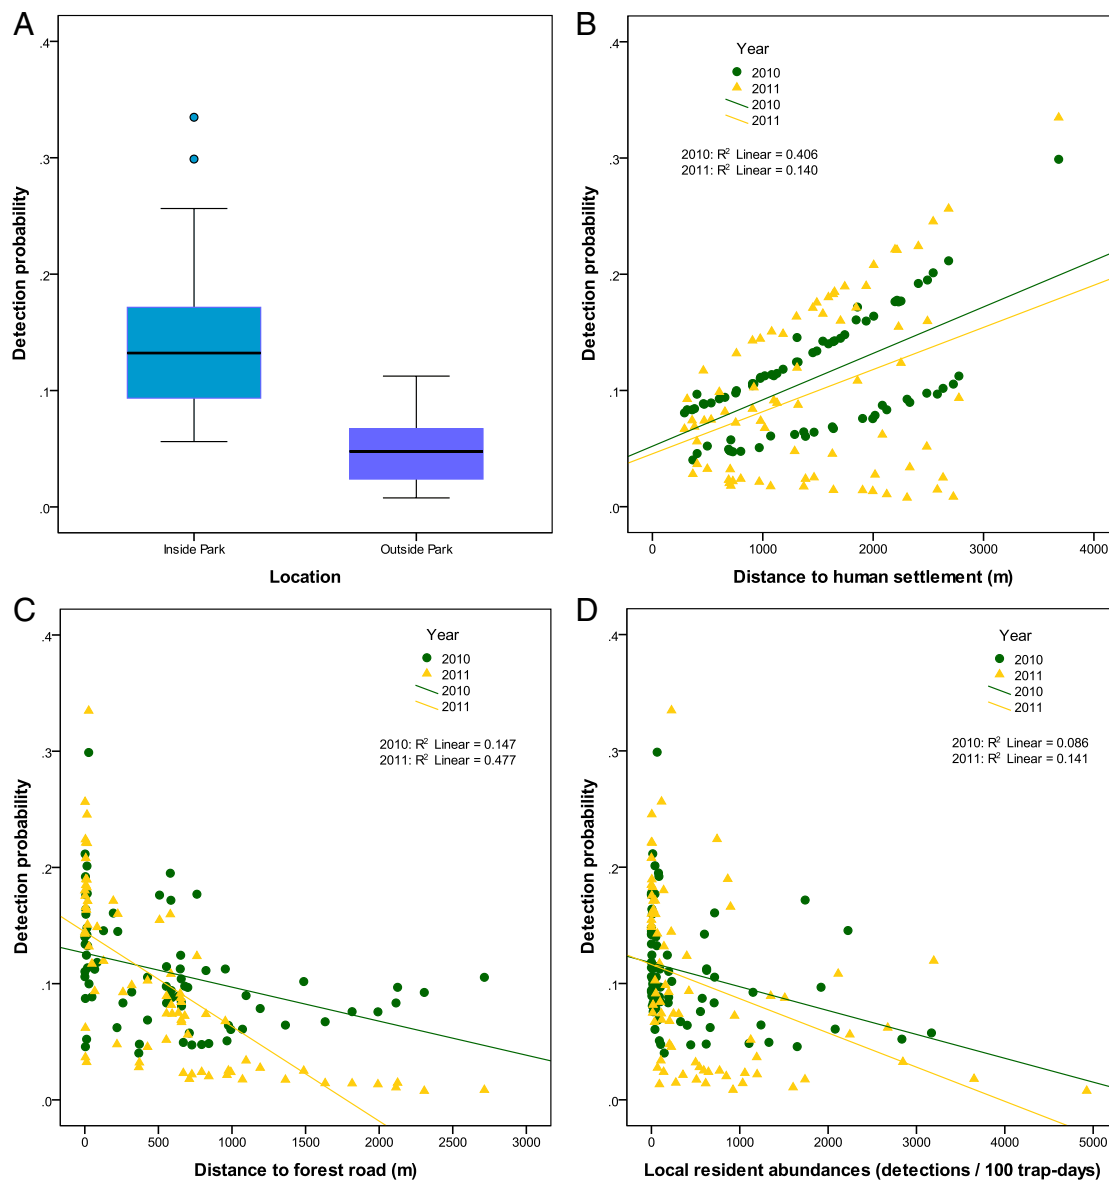 A
.4
.3
.2
.1
.0
Detection probability
Inside Park
Outside Park
Location
B
.4
.3
.2
.1
.0
Detection probability
Year
2010
2011
2010
2011
2010: R² Linear = 0.406
2011: R² Linear = 0.140
0
1000
2000
3000
4000
Distance to human settlement (m)
C
.4
.3
.2
.1
.0
Detection probability
Year
2010
2011
2010
2011
2010: R² Linear = 0.147
2011: R² Linear = 0.477
0
500
1000
1500
2000
2500
3000
Distance to forest road (m)
D
.4
.3
.2
.1
.0
Detection probability
Year
2010
2011
2010
2011
2010: R² Linear = 0.086
2011: R² Linear = 0.141
0
1000
2000
3000
4000
5000
Local resident abundances (detections / 100 trap-days)